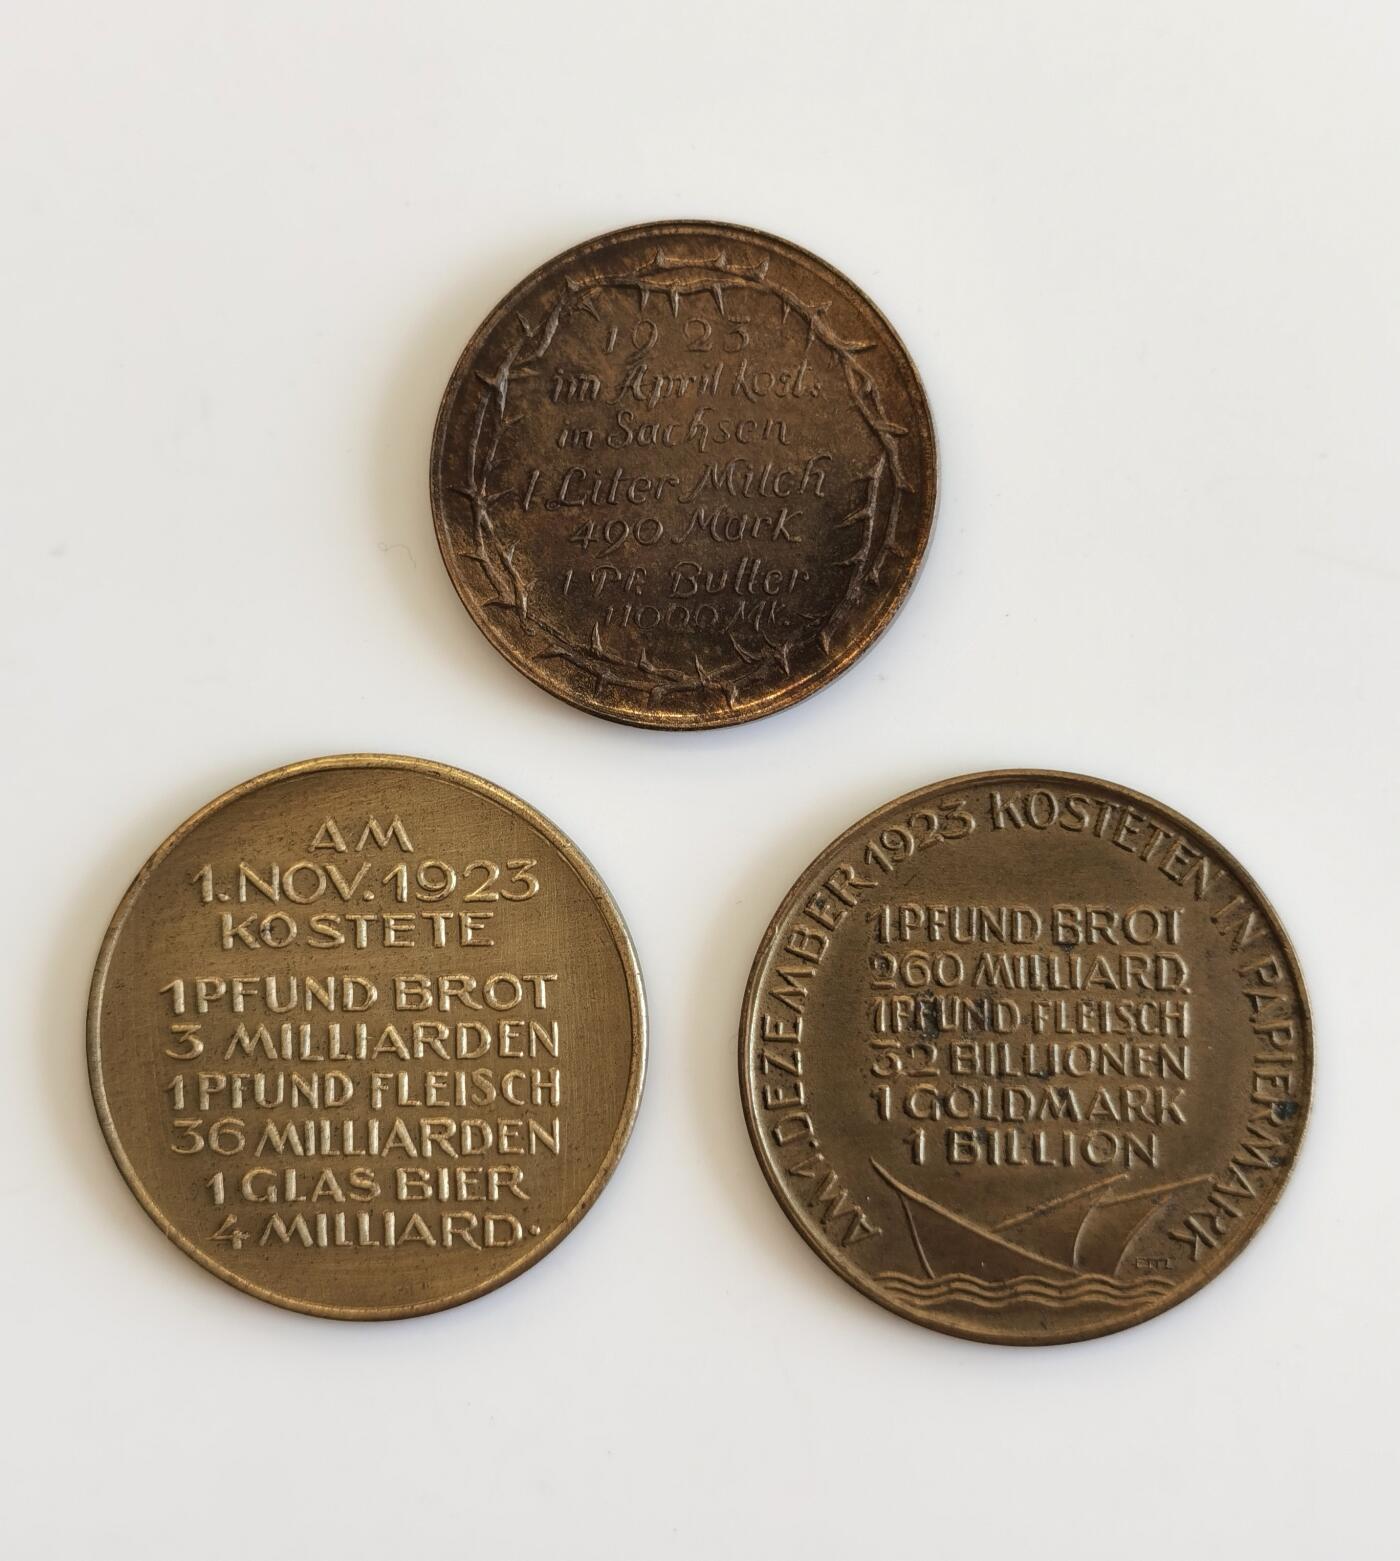 1923
im April kost.
in Sachsen
1 Liter Milch
490 Mark
1 Pf. Butter
11000 Mk.
AM
1. NOV. 1923
KOSTETE
1 PFUND BROT
3 MILLIARDEN
1 PFUND FLEISCH
36 MILLIARDEN
1 GLAS BIER
4 MILLIARD.
AM 1. DEZEMBER 1923 KOSTETEN IN PAPIERMARK
1 PFUND BROT
260 MILLIARD.
1 PFUND FLEISCH
32 BILLIONEN
1 GOLDMARK
1 BILLION